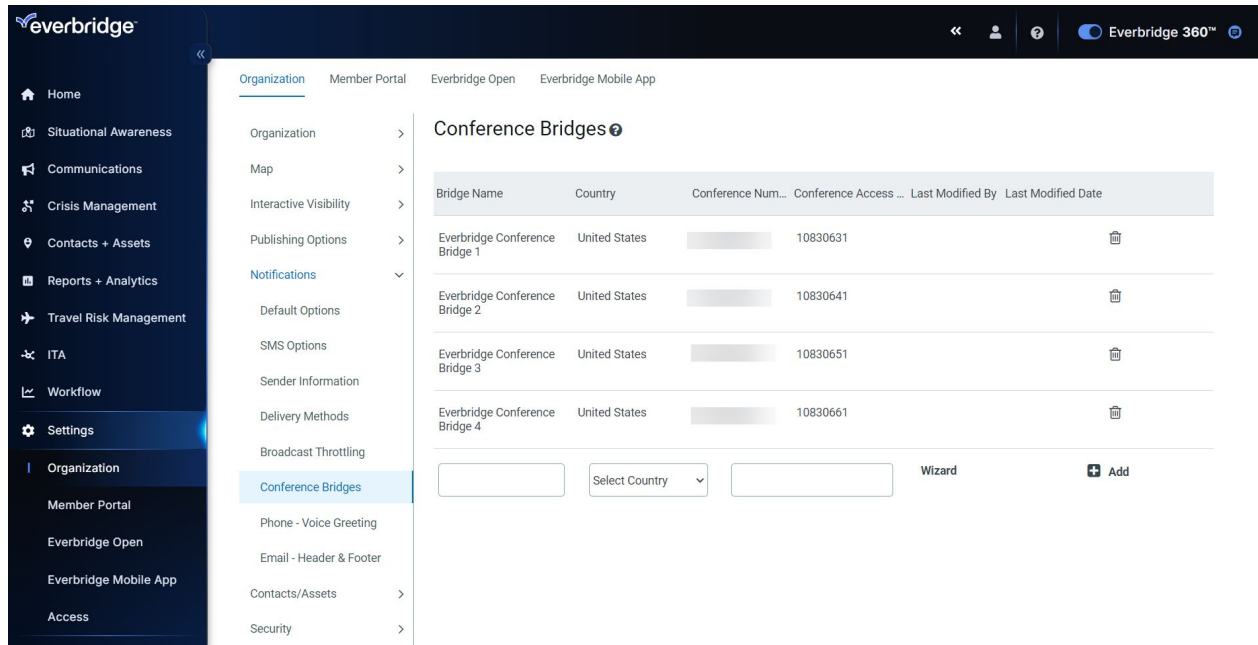 everbridge
Everbridge 360™
Home
Situational Awareness
Communications
Crisis Management
Contacts + Assets
Reports + Analytics
Travel Risk Management
ITA
Workflow
Settings
Organization
Member Portal
Everbridge Open
Everbridge Mobile App
Access
Organization Member Portal Everbridge Open Everbridge Mobile App
Organization
Map
Interactive Visibility
Publishing Options
Notifications
Default Options
SMS Options
Sender Information
Delivery Methods
Broadcast Throttling
Conference Bridges
Phone - Voice Greeting
Email - Header & Footer
Contacts/Assets
Security
Conference Bridges
Bridge Name Country Conference Num... Conference Access ... Last Modified By Last Modified Date
Everbridge Conference United States 10830631
Bridge 1
Everbridge Conference United States 10830641
Bridge 2
Everbridge Conference United States 10830651
Bridge 3
Everbridge Conference United States 10830661
Bridge 4
Select Country Wizard Add